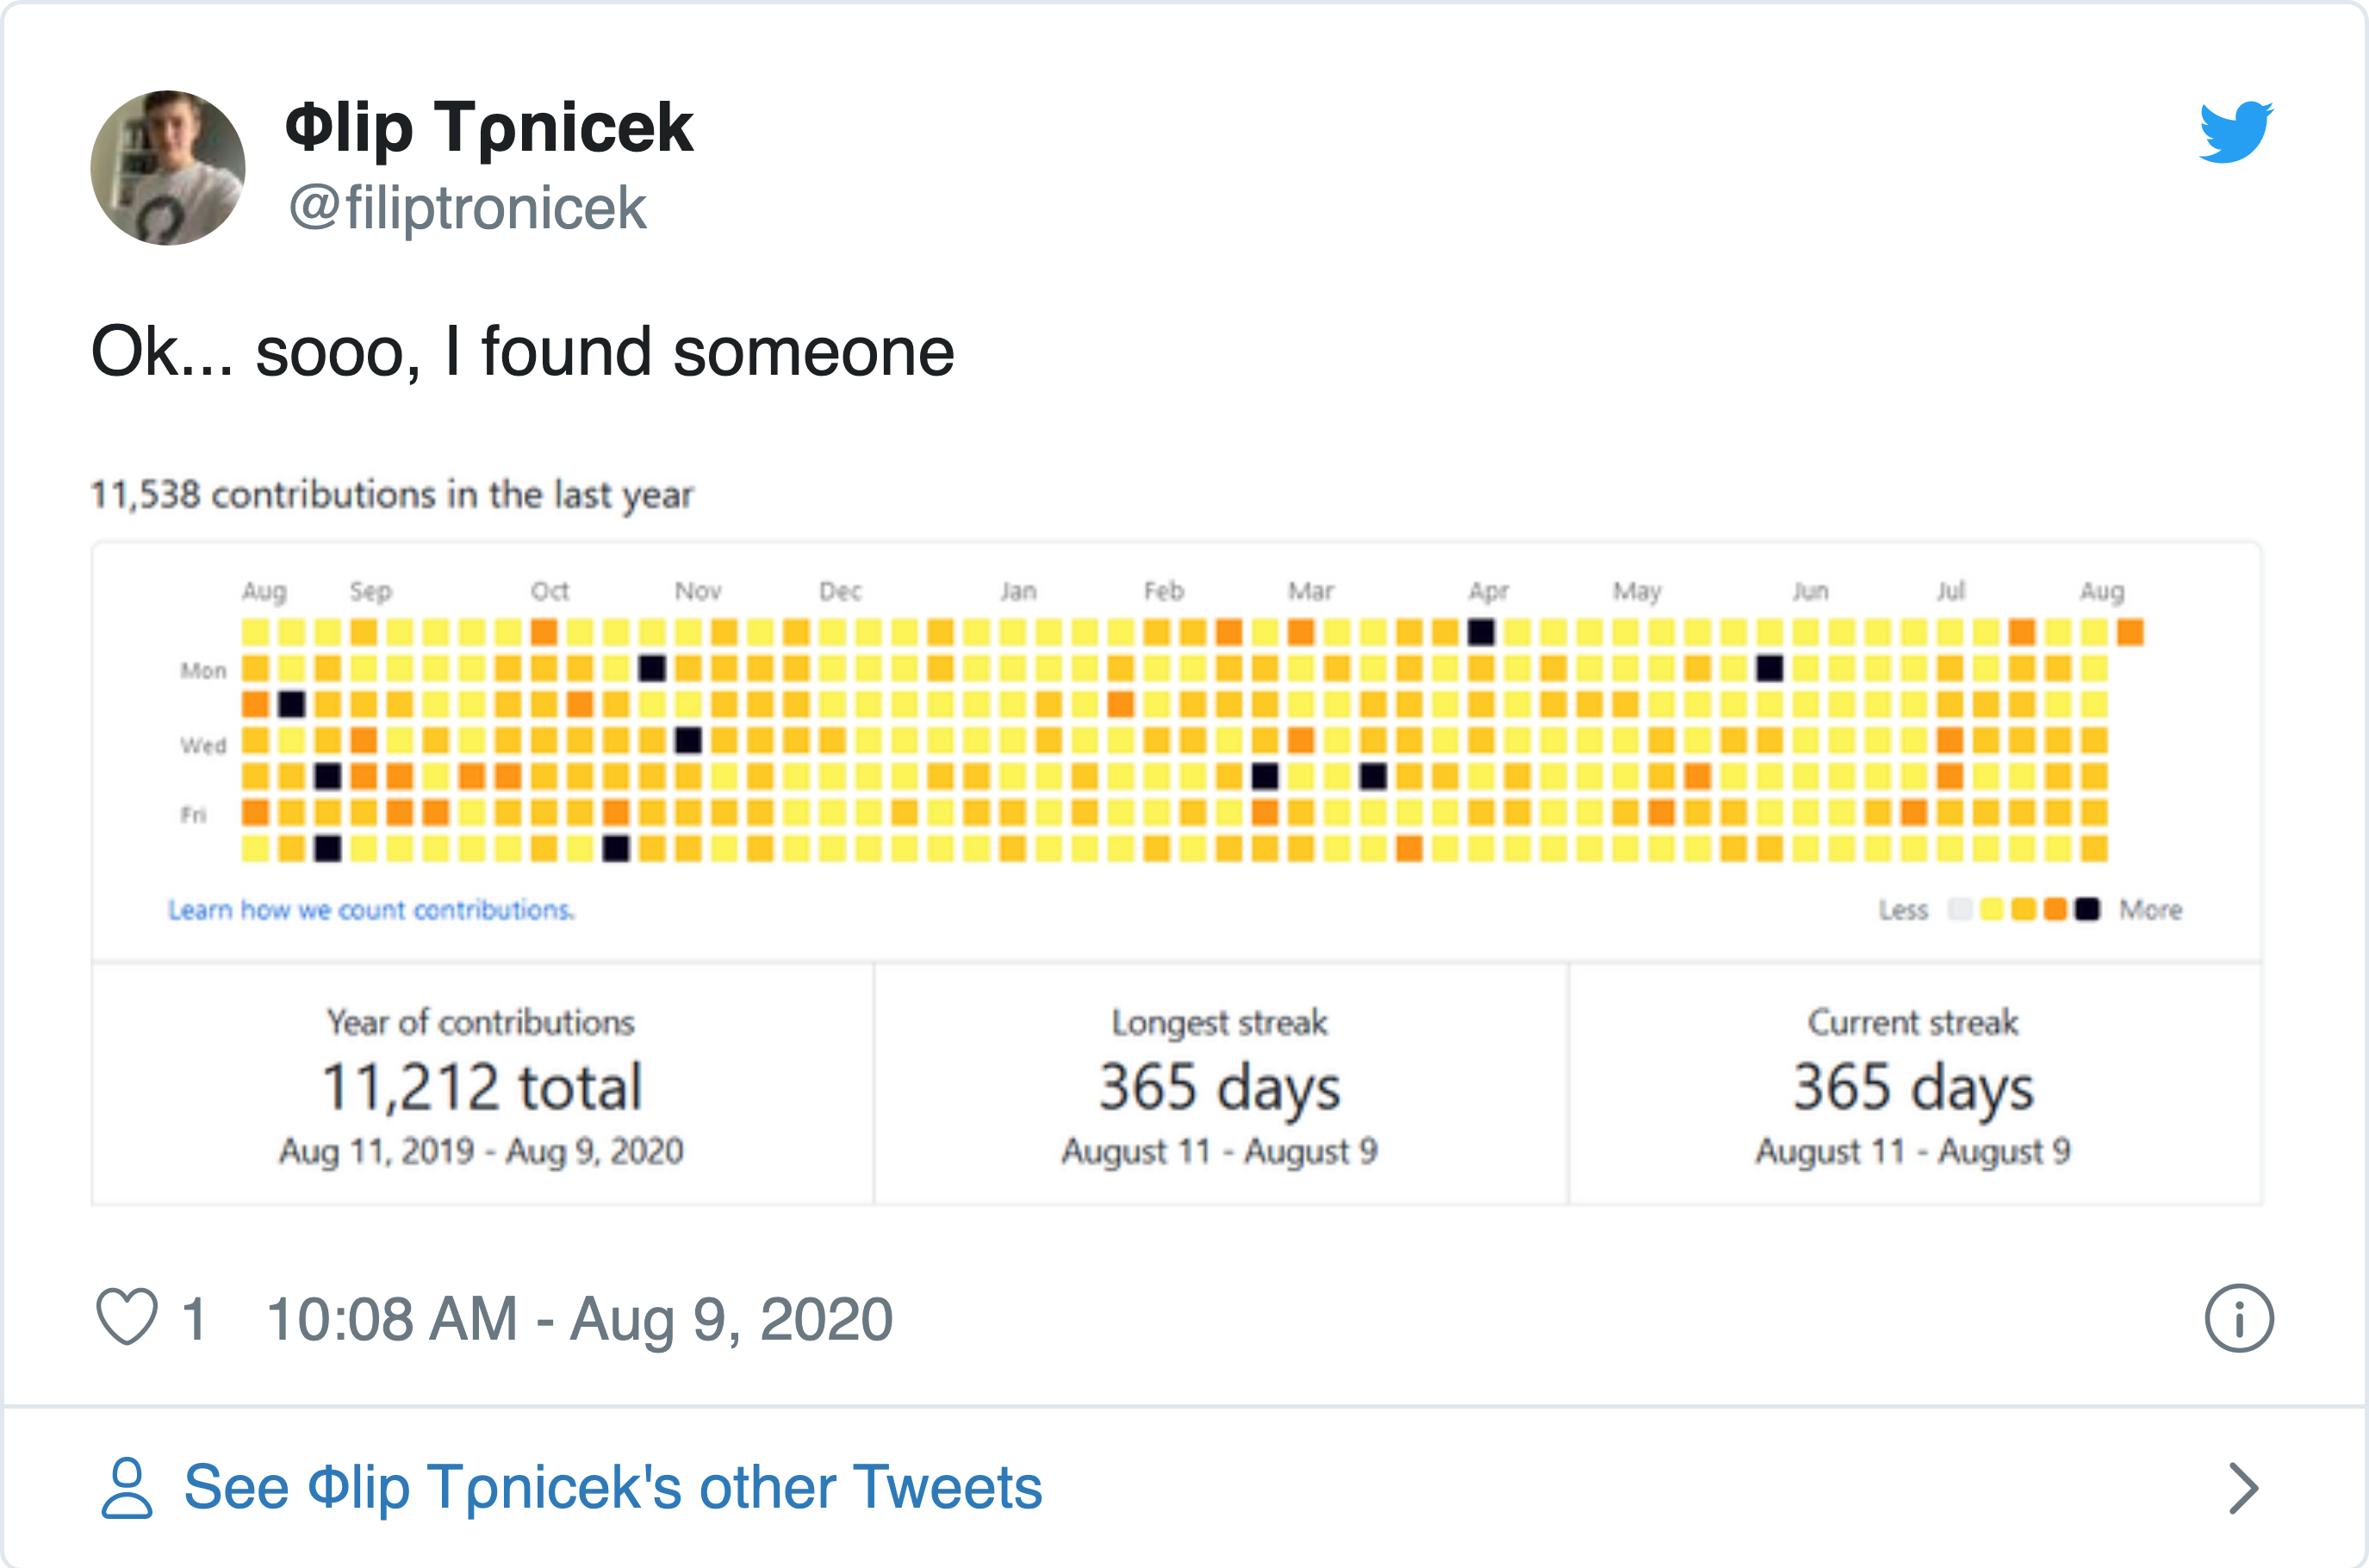 Φlip Tρnicek
@filiptronicek
Ok... sooo, I found someone
11,538 contributions in the last year
Aug Sep Oct Nov Dec Jan Feb Mar Apr May Jun Jul Aug
Mon
Wed
Fri
Learn how we count contributions.
Less More
Year of contributions
11,212 total
Aug 11, 2019 - Aug 9, 2020
Longest streak
365 days
August 11 - August 9
Current streak
365 days
August 11 - August 9
1 10:08 AM - Aug 9, 2020
See Φlip Tρnicek's other Tweets